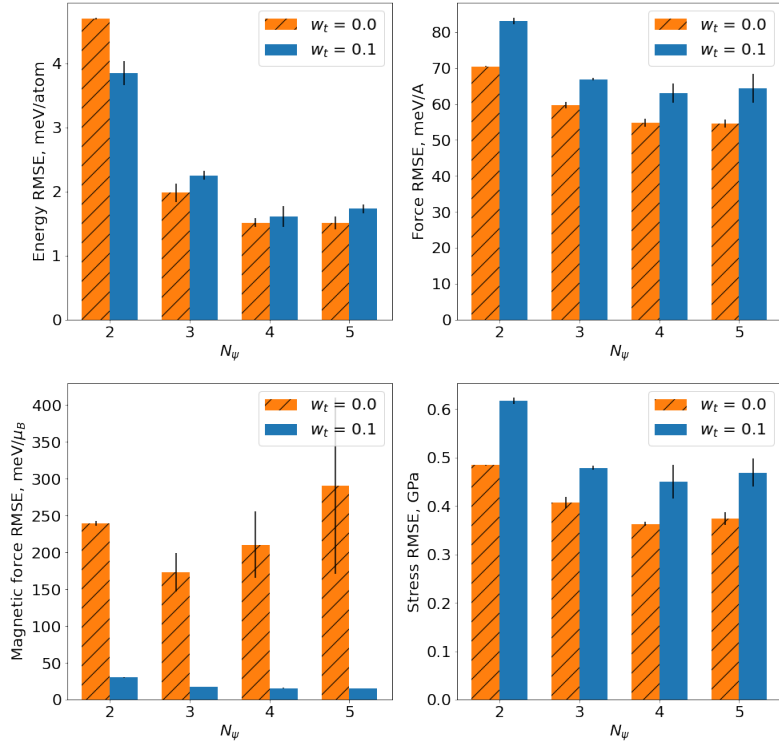 Energy RMSE, meV/atom
4
3
2
1
0
w_t = 0.0
w_t = 0.1
2 3 4 5
N_ψ
Force RMSE, meV/A
80
70
60
50
40
30
20
10
0
w_t = 0.0
w_t = 0.1
2 3 4 5
N_ψ
Magnetic force RMSE, meV/μ_B
400
350
300
250
200
150
100
50
0
w_t = 0.0
w_t = 0.1
2 3 4 5
N_ψ
Stress RMSE, GPa
0.6
0.5
0.4
0.3
0.2
0.1
0.0
w_t = 0.0
w_t = 0.1
2 3 4 5
N_ψ